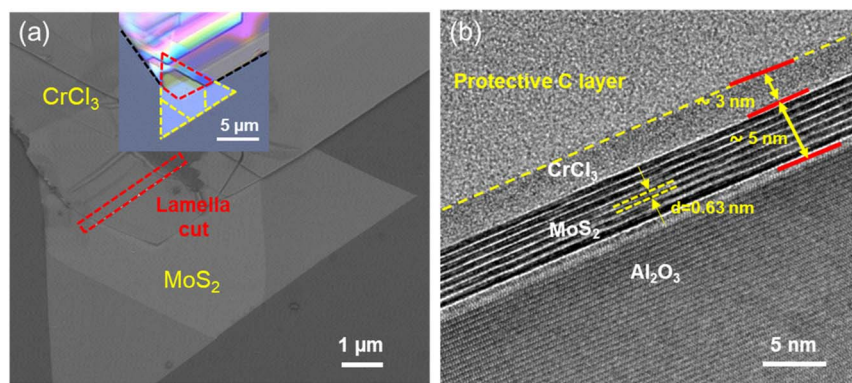 (a)
CrCl₃
5 μm
Lamella
cut
MoS₂
1 μm
(b)
Protective C layer
~ 3 nm
~ 5 nm
CrCl₃
d=0.63 nm
MoS₂
Al₂O₃
5 nm